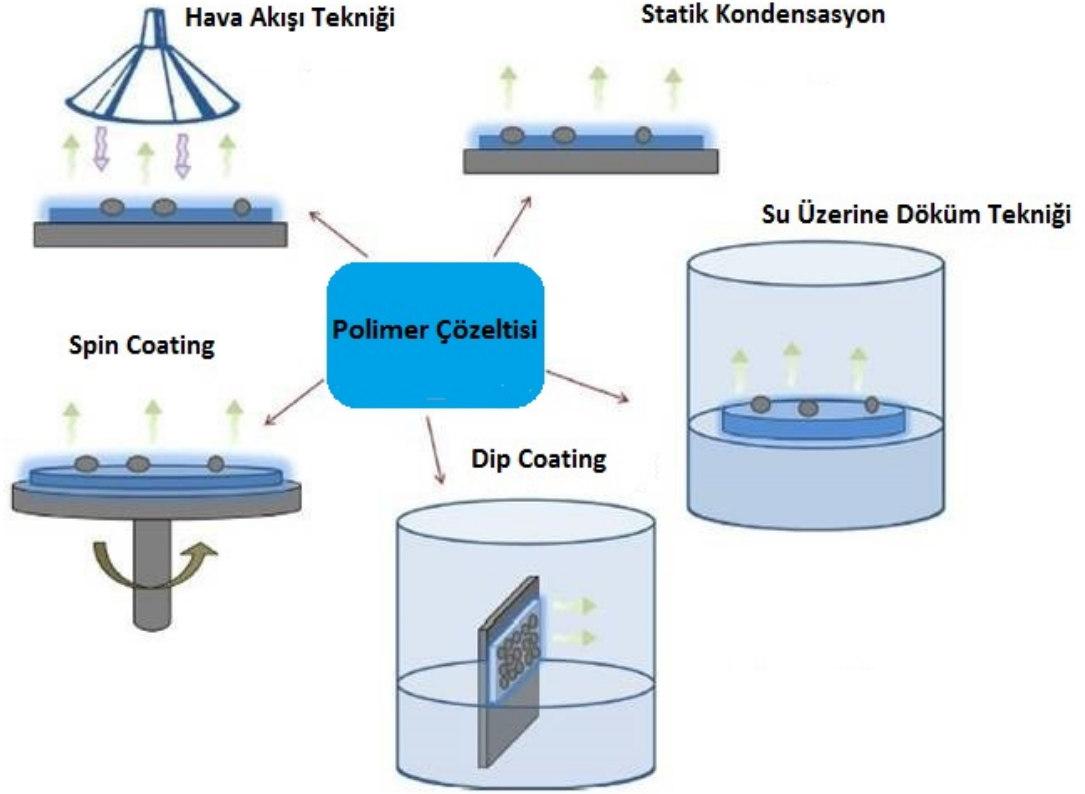 Hava Akışı Tekniği
Statik Kondensasyon
Su Üzerine Döküm Tekniği
Polimer Çözeltisi
Spin Coating
Dip Coating